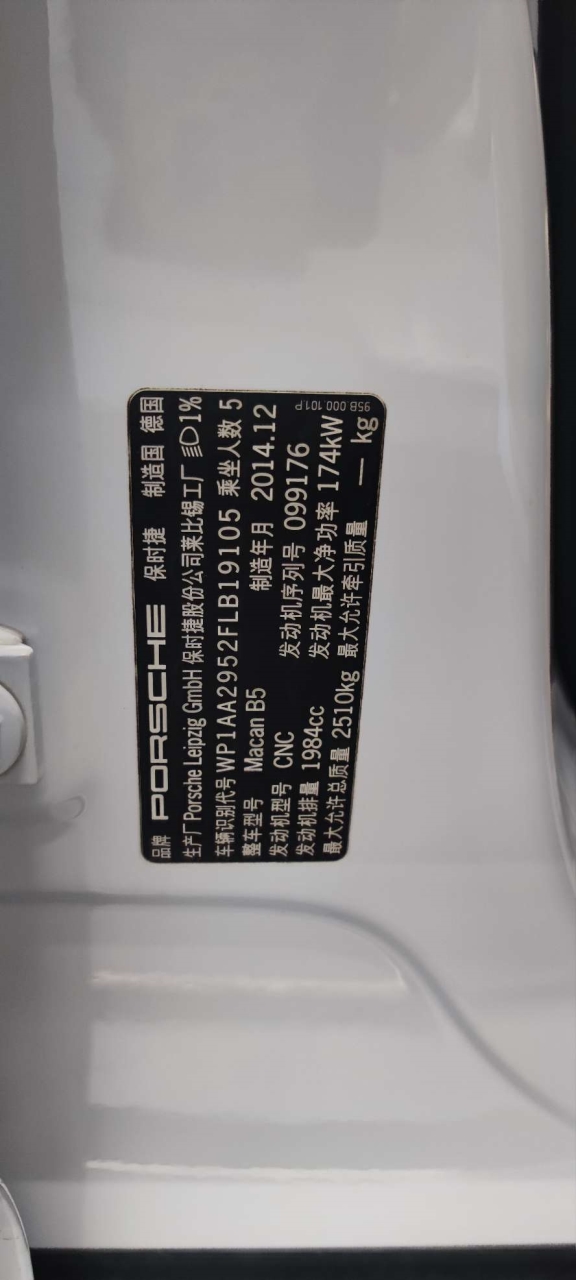 品牌 PORSCHE 保时捷 制造国 德国
生产厂 Porsche Leipzig GmbH 保时捷股份公司莱比锡工厂 1%
车辆识别代号 WP1AA2952FLB19105 乘坐人数 5
整车型号 Macan B5 制造年月 2014.12
发动机型号 CNC 发动机序列号 099176
发动机排量 1984cc 发动机最大净功率 174kW
最大允许总质量 2510kg 最大允许牵引质量 — kg
95B.000.101.P